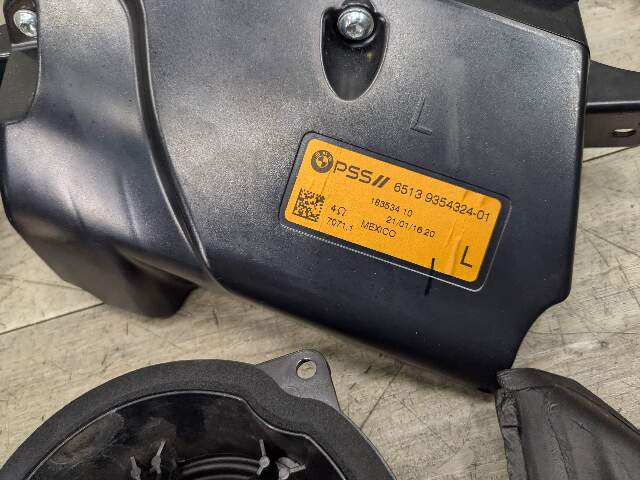 L
PSS// 6513 9354324-01
183534 10
4Ω 21/01/16 20
7071.1 MEXICO
L